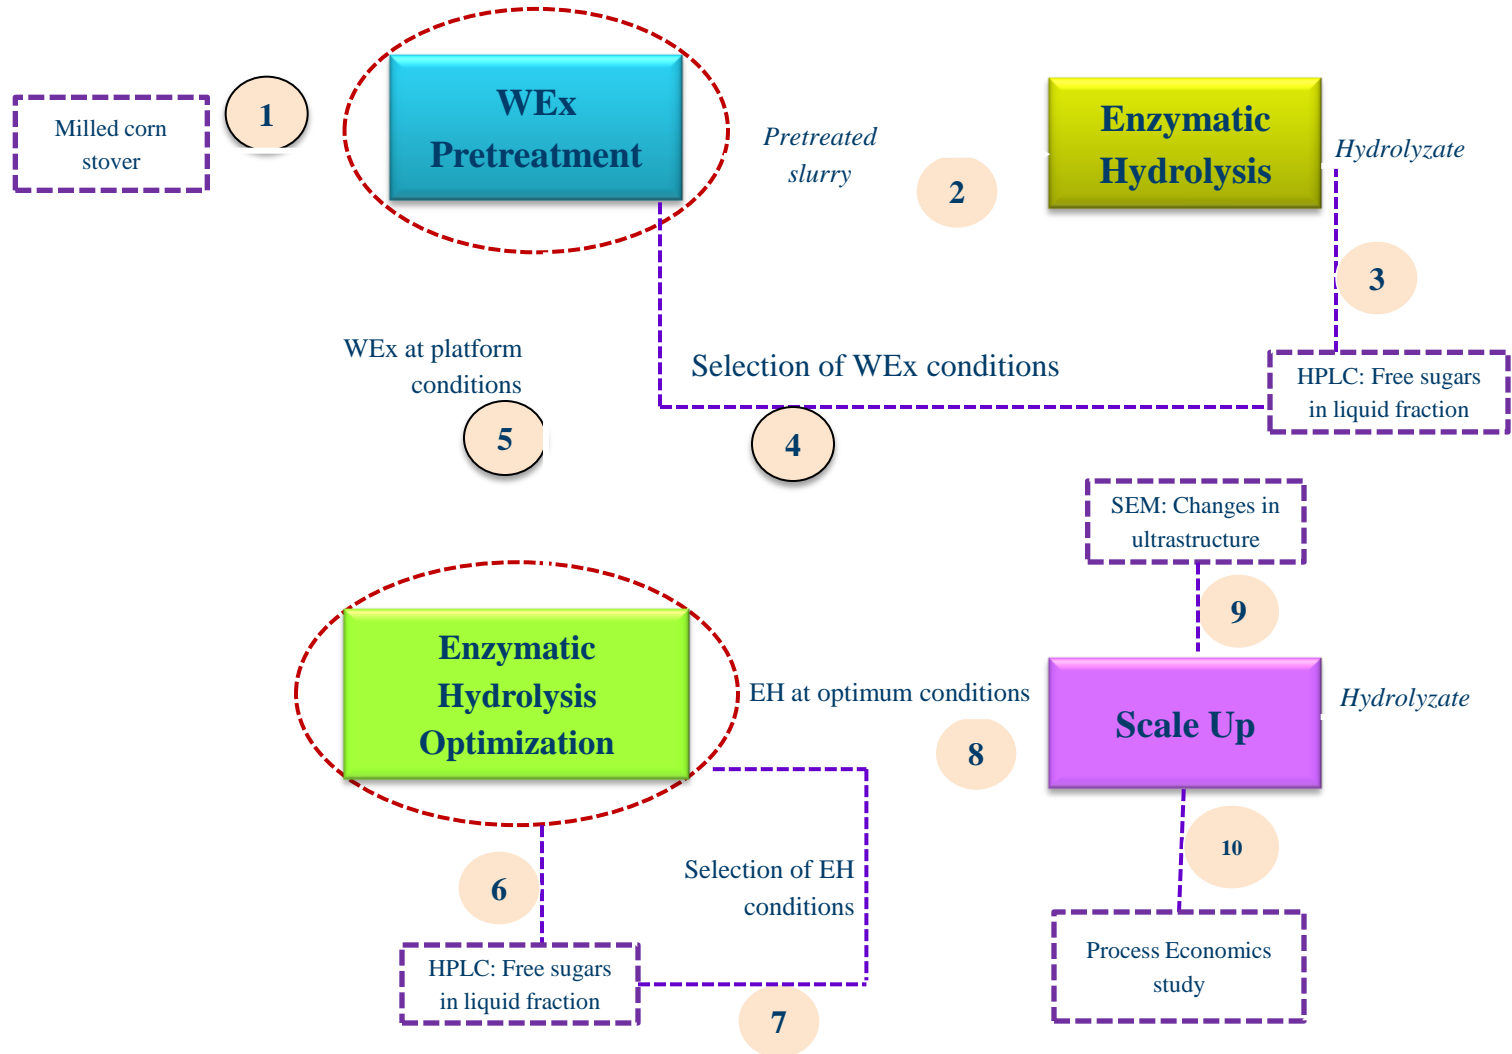 Milled corn
stover
1
WEx
Pretreatment
Pretreated
slurry
2
Enzymatic
Hydrolysis
Hydrolyzate
3
HPLC: Free sugars
in liquid fraction
Selection of WEx conditions
4
WEx at platform
conditions
5
Enzymatic
Hydrolysis
Optimization
6
HPLC: Free sugars
in liquid fraction
7
Selection of EH
conditions
EH at optimum conditions
8
SEM: Changes in
ultrastructure
9
Scale Up
Hydrolyzate
10
Process Economics
study